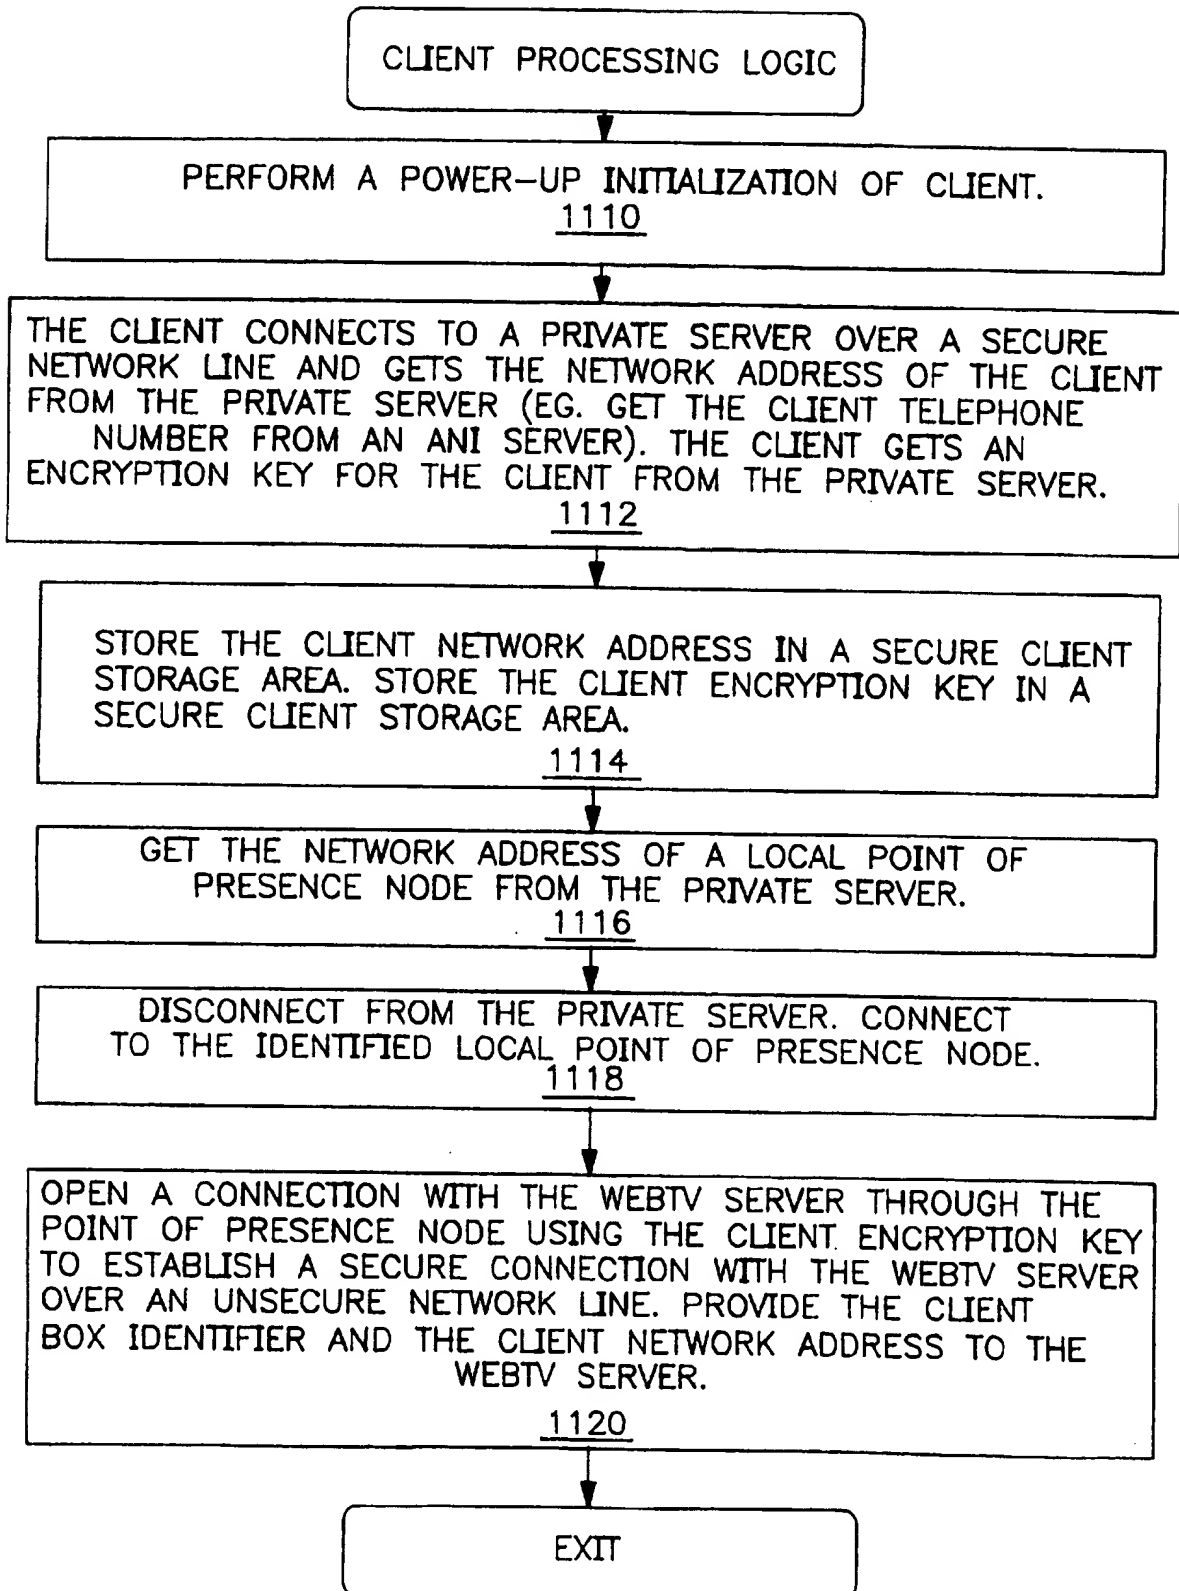 CLIENT PROCESSING LOGIC
PERFORM A POWER-UP INITIALIZATION OF CLIENT.
1110
THE CLIENT CONNECTS TO A PRIVATE SERVER OVER A SECURE
NETWORK LINE AND GETS THE NETWORK ADDRESS OF THE CLIENT
FROM THE PRIVATE SERVER (EG. GET THE CLIENT TELEPHONE
NUMBER FROM AN ANI SERVER). THE CLIENT GETS AN
ENCRYPTION KEY FOR THE CLIENT FROM THE PRIVATE SERVER.
1112
STORE THE CLIENT NETWORK ADDRESS IN A SECURE CLIENT
STORAGE AREA. STORE THE CLIENT ENCRYPTION KEY IN A
SECURE CLIENT STORAGE AREA.
1114
GET THE NETWORK ADDRESS OF A LOCAL POINT OF
PRESENCE NODE FROM THE PRIVATE SERVER.
1116
DISCONNECT FROM THE PRIVATE SERVER. CONNECT
TO THE IDENTIFIED LOCAL POINT OF PRESENCE NODE.
1118
OPEN A CONNECTION WITH THE WEBTV SERVER THROUGH THE
POINT OF PRESENCE NODE USING THE CLIENT ENCRYPTION KEY
TO ESTABLISH A SECURE CONNECTION WITH THE WEBTV SERVER
OVER AN UNSECURE NETWORK LINE. PROVIDE THE CLIENT
BOX IDENTIFIER AND THE CLIENT NETWORK ADDRESS TO THE
WEBTV SERVER.
1120
EXIT